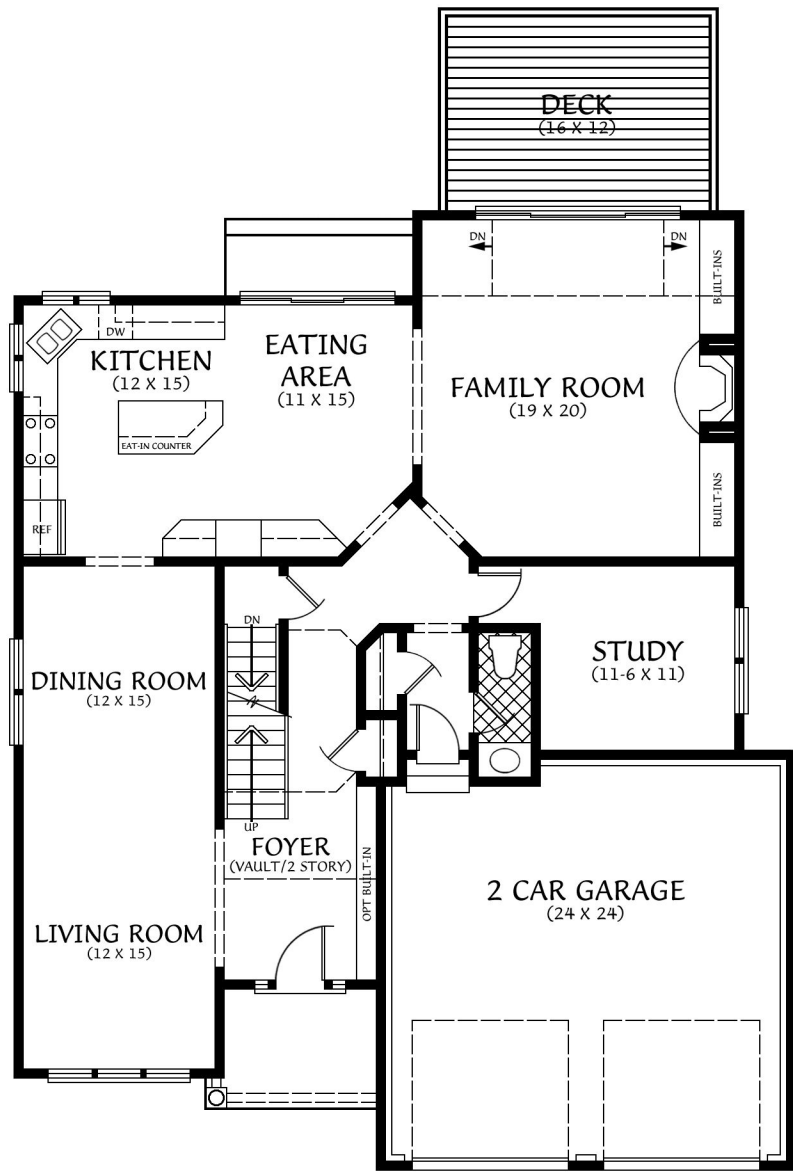 DECK
(16 X 12)
DN
DN
BUILT-INS
DW
KITCHEN
(12 X 15)
EATING
AREA
(11 X 15)
FAMILY ROOM
(19 X 20)
EAT-IN COUNTER
REF
BUILT-INS
DN
DINING ROOM
(12 X 15)
STUDY
(11-6 X 11)
UP
FOYER
(VAULT/2 STORY)
OPT BUILT-IN
2 CAR GARAGE
(24 X 24)
LIVING ROOM
(12 X 15)